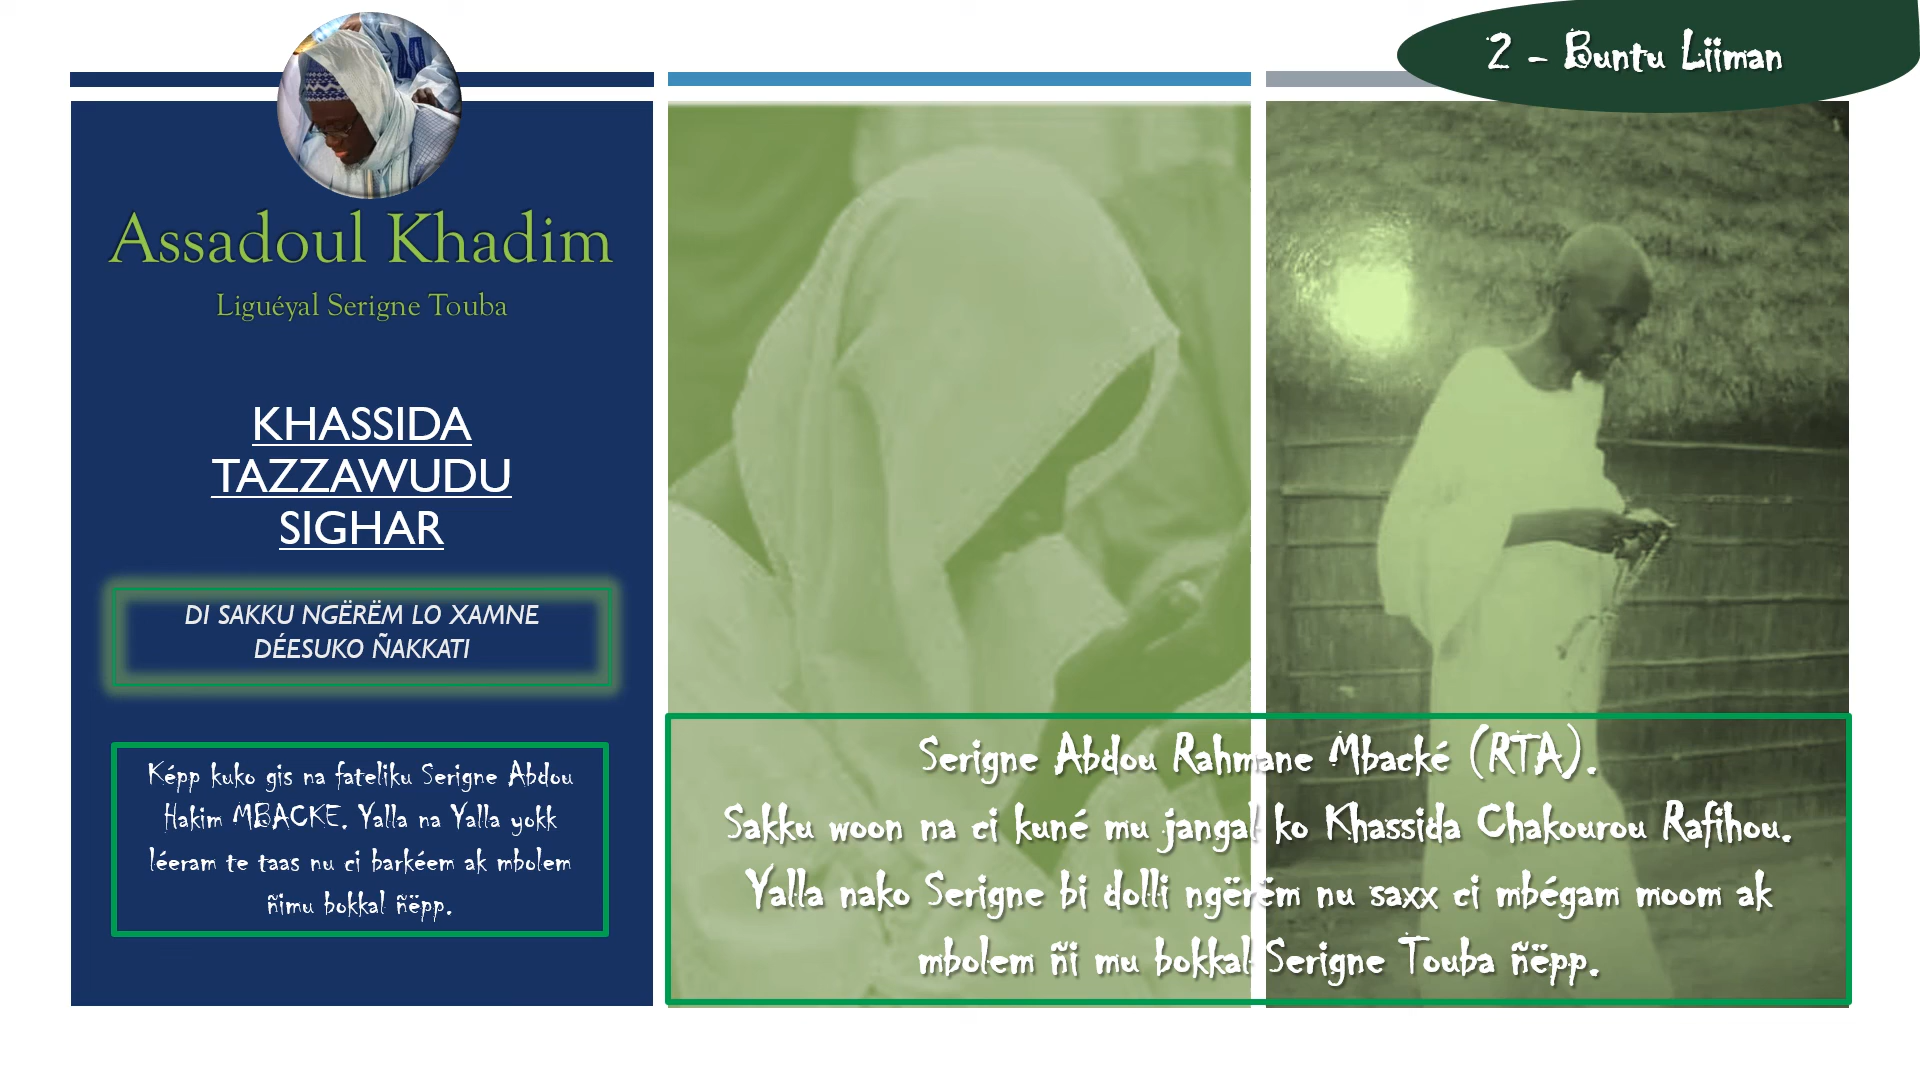 2 - Buntu Liiman
Assadoul Khadim
Liguéyal Serigne Touba
KHASSIDA
TAZZAWUDU
SIGHAR
DI SAKKU NGËRËM LO XAMNE
DÉESUKO ÑAKKATI
Képp kuko gis na fateliku Serigne Abdou
Hakim MBACKE. Yalla na Yalla yokk
léeram te taas nu ci barkéem ak mbolem
ñimu bokkal ñëpp.
Serigne Abdou Rahmane Mbacké (RTA).
Sakku woon na ci kuné mu jangal ko Khassida Chakourou Rafihou.
Yalla nako Serigne bi dolli ngërëm nu saxx ci mbégam moom ak
mbolem ñi mu bokkal Serigne Touba ñëpp.